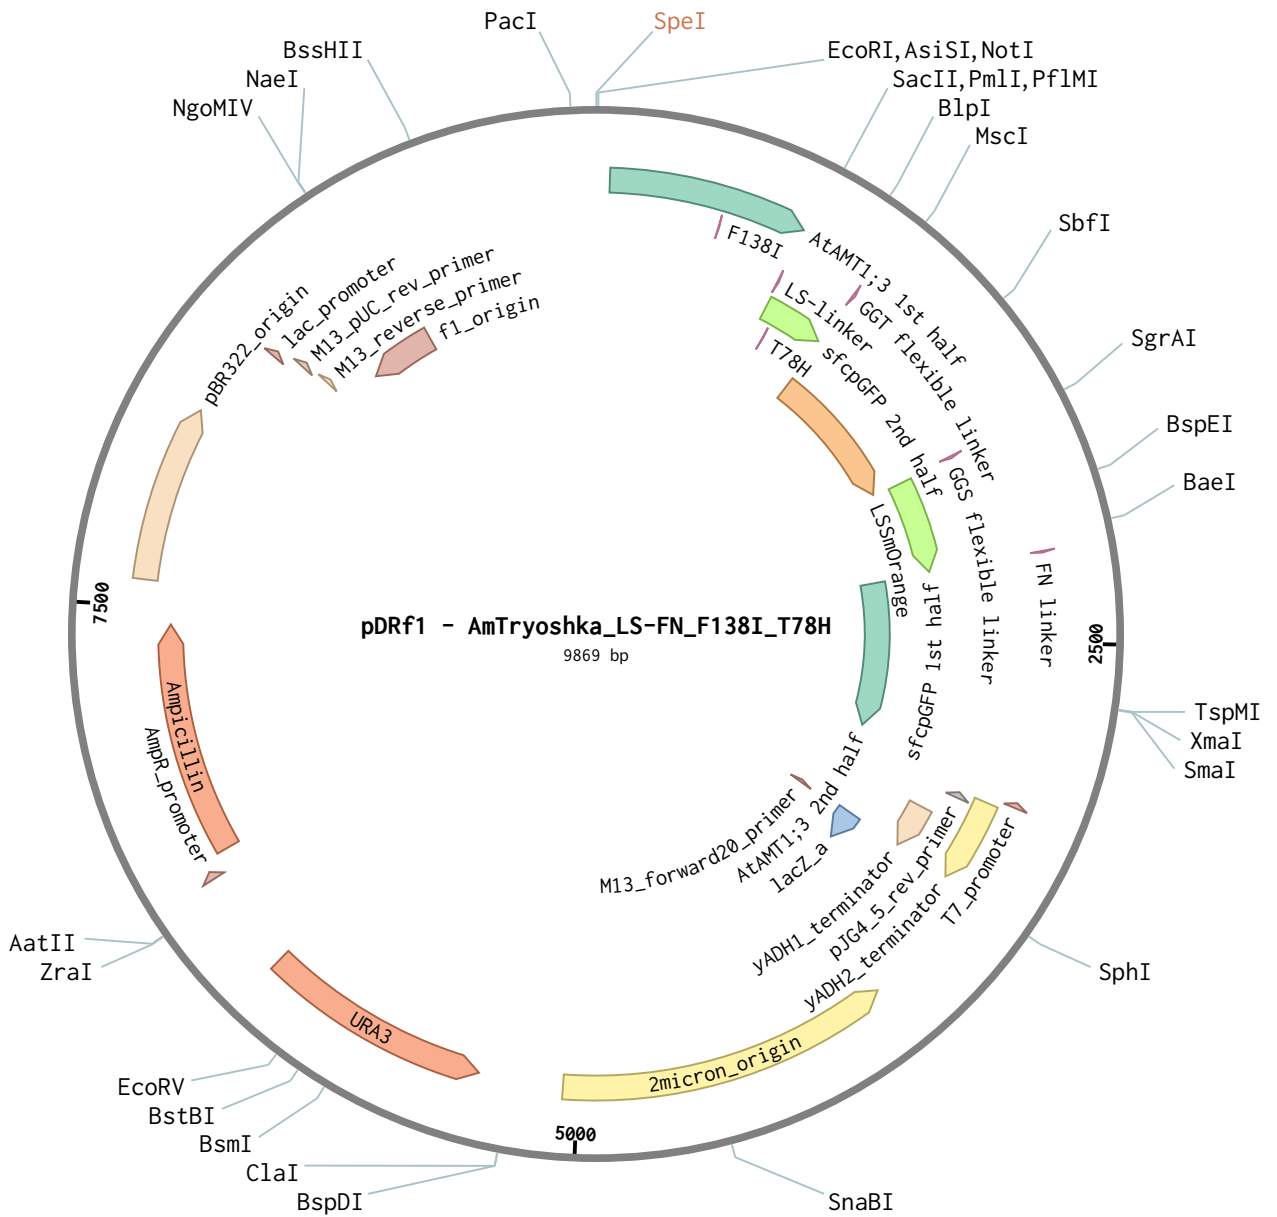 PacI
SpeI
BssHII
EcoRI,AsiSI,NotI
NaeI
SacII,PmlI,PflMI
NgoMIV
BlpI
MscI
SbfI
SgrAI
BspEI
BaeI
F138I
AtAMT1;3 1st half
LS-linker
GGT flexible linker
sfcpGFP 2nd half
T78H
LSSmOrange
GGS flexible linker
sfcpGFP 1st half
FN linker
f1_origin
M13_reverse_primer
M13_pUC_rev_primer
lac_promoter
pBR322_origin
7500
pDRf1 - AmTryoshka_LS-FN_F138I_T78H
9869 bp
2500
TspMI
XmaI
SmaI
Ampicillin
AmpR_promoter
AtAMT1;3 2nd half
M13_forward20_primer
lacZ_a
yADH1_terminator
pJG4_5_rev_primer
yADH2_terminator
T7_promoter
AatII
ZraI
SphI
URA3
2micron_origin
EcoRV
BstBI
BsmI
ClaI
BspDI
5000
SnaBI